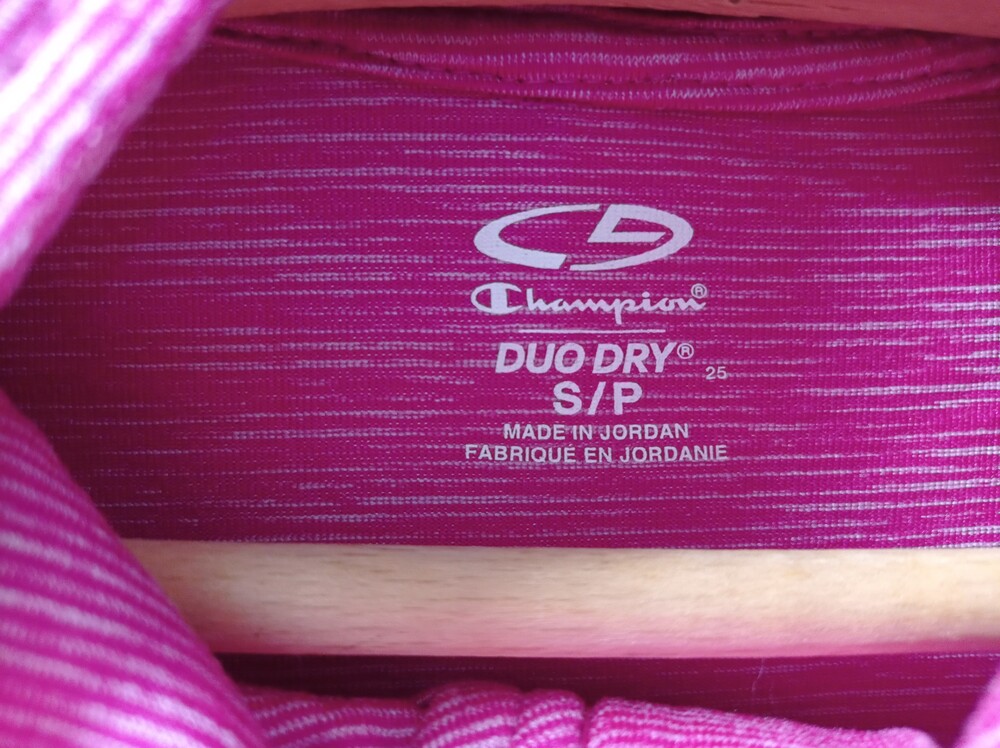 Champion®
DUO DRY®
25
S/P
MADE IN JORDAN
FABRIQUÉ EN JORDANIE